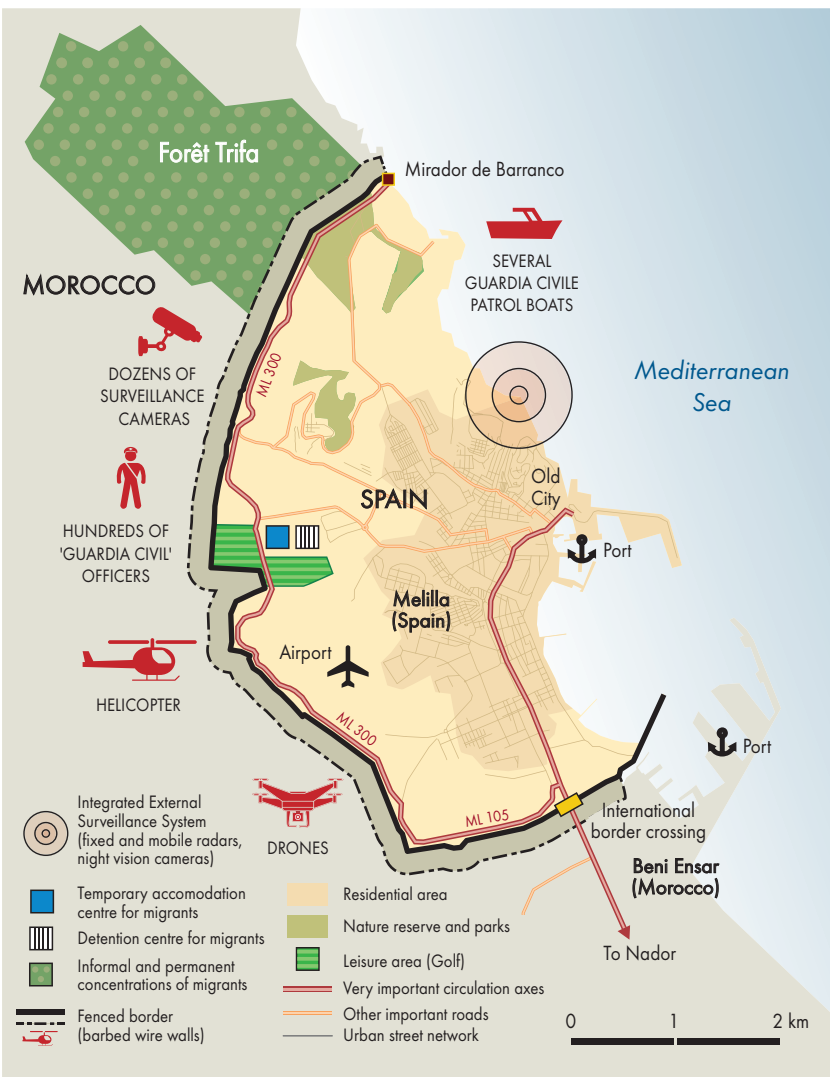 Forêt Trifa
Mirador de Barranco
MOROCCO
SEVERAL
GUARDIA CIVILE
PATROL BOATS
DOZENS OF
SURVEILLANCE
CAMERAS
ML 300
Mediterranean
Sea
Old
City
SPAIN
HUNDREDS OF
'GUARDIA CIVIL'
OFFICERS
Port
Melilla
(Spain)
Airport
HELICOPTER
ML 300
Port
ML 105
International
border crossing
DRONES
Beni Ensar
(Morocco)
To Nador
Integrated External
Surveillance System
(fixed and mobile radars,
night vision cameras)
Temporary accomodation
centre for migrants
Detention centre for migrants
Informal and permanent
concentrations of migrants
Fenced border
(barbed wire walls)
Residential area
Nature reserve and parks
Leisure area (Golf)
Very important circulation axes
Other important roads
Urban street network
0 1 2 km